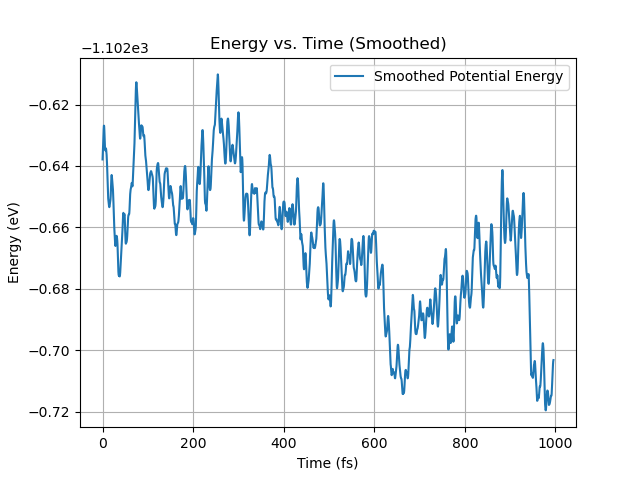 Energy vs. Time (Smoothed)
−1.102e3
Smoothed Potential Energy
−0.62
−0.64
−0.66
−0.68
−0.70
−0.72
Energy (eV)
0 200 400 600 800 1000
Time (fs)